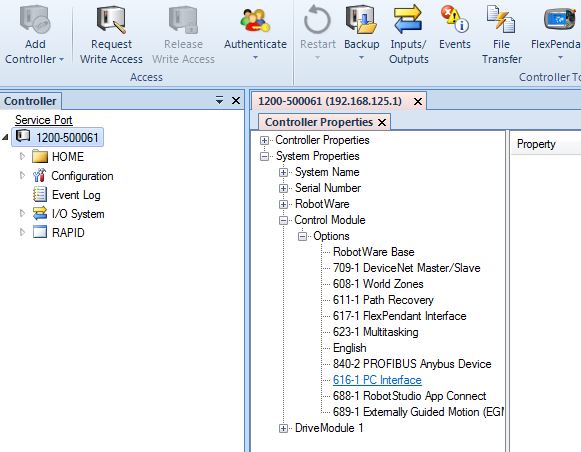 Add Controller
Request Write Access
Release Write Access
Authenticate
Restart
Backup
Inputs/ Outputs
Events
File Transfer
FlexPendan
Access
Controller To
Controller
Service Port
1200-500061
HOME
Configuration
Event Log
I/O System
RAPID
1200-500061 (192.168.125.1)
Controller Properties
Controller Properties
System Properties
System Name
Serial Number
RobotWare
Control Module
Options
RobotWare Base
709-1 DeviceNet Master/Slave
608-1 World Zones
611-1 Path Recovery
617-1 FlexPendant Interface
623-1 Multitasking
English
840-2 PROFIBUS Anybus Device
616-1 PC Interface
688-1 RobotStudio App Connect
689-1 Externally Guided Motion (EGM
DriveModule 1
Property